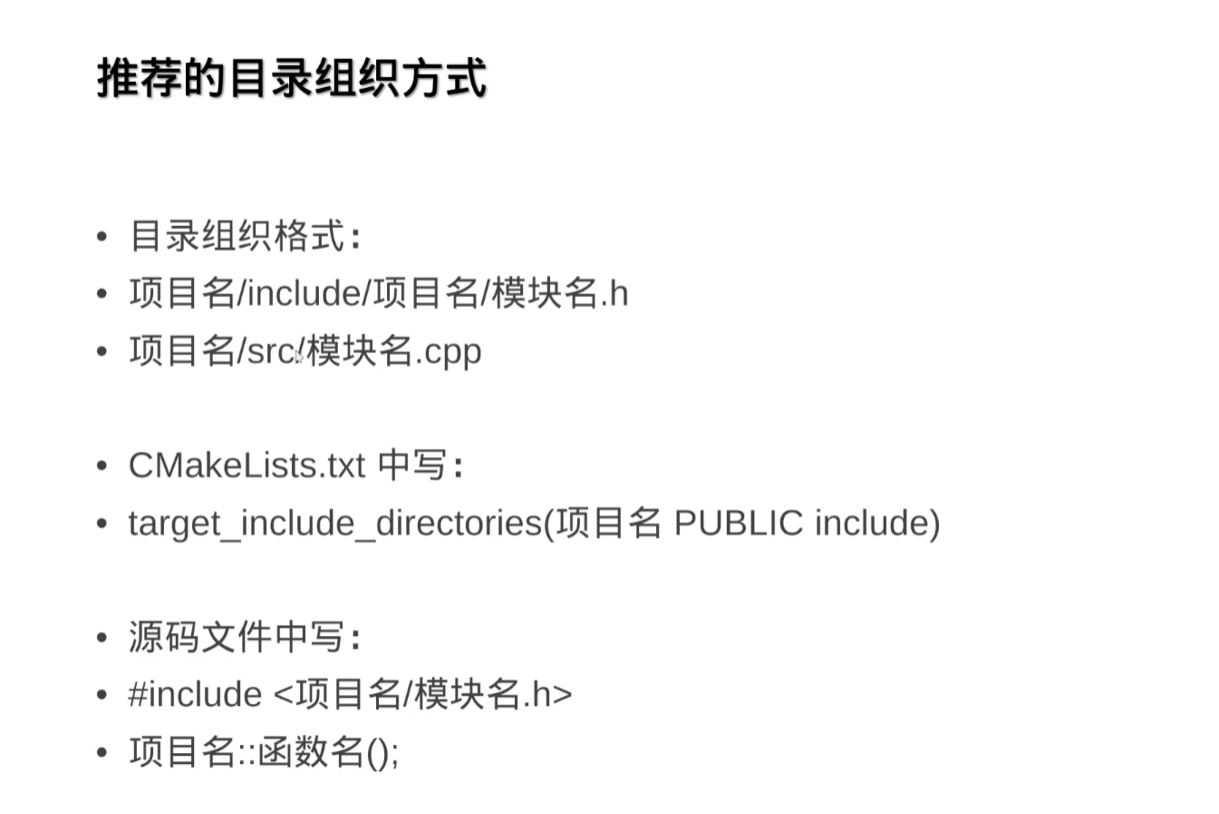 推荐的目录组织方式
• 目录组织格式：
• 项目名/include/项目名/模块名.h
• 项目名/src/模块名.cpp
• CMakeLists.txt 中写：
• target_include_directories(项目名 PUBLIC include)
• 源码文件中写：
• #include <项目名/模块名.h>
• 项目名::函数名();